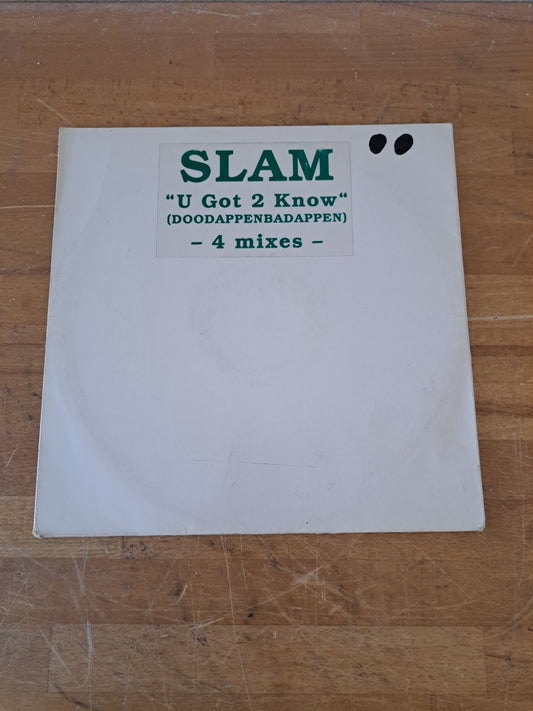 SLAM
“U Got 2 Know“
(DOODAPPENBADAPPEN)
– 4 mixes –